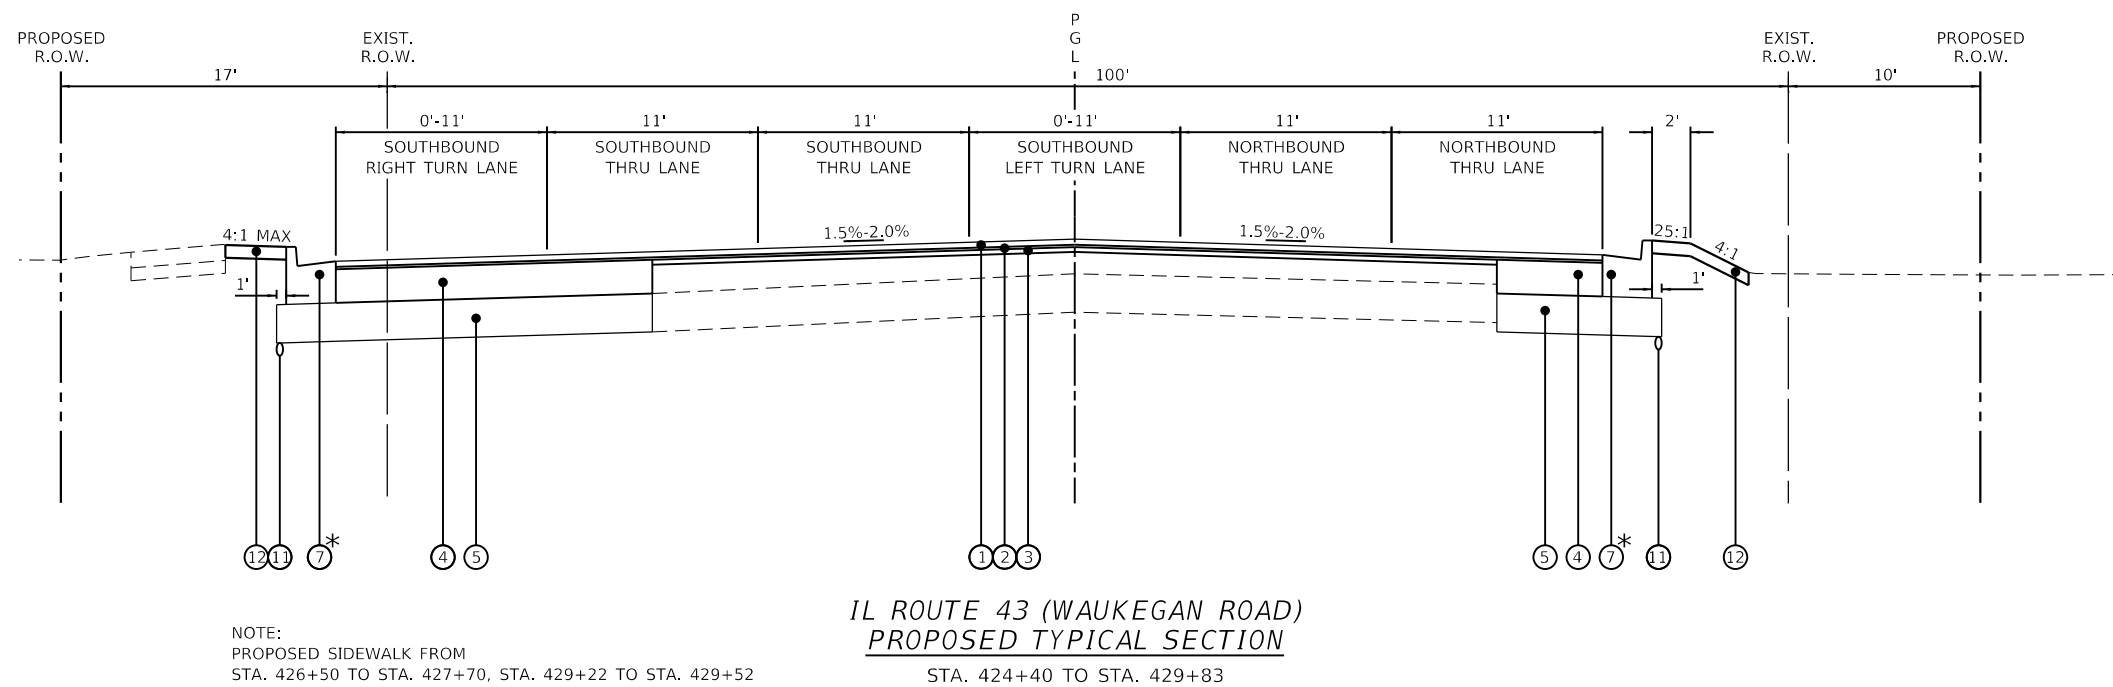 P
G
L
PROPOSED
R.O.W.
EXIST.
R.O.W.
EXIST.
R.O.W.
PROPOSED
R.O.W.
17'
100'
10'
0'-11'
11'
11'
0'-11'
11'
11'
2'
SOUTHBOUND
RIGHT TURN LANE
SOUTHBOUND
THRU LANE
SOUTHBOUND
THRU LANE
SOUTHBOUND
LEFT TURN LANE
NORTHBOUND
THRU LANE
NORTHBOUND
THRU LANE
4:1 MAX
1.5%-2.0%
1.5%-2.0%
25:1
4:1
1'
1'
12
11
7*
4
5
1
2
3
5
4
7*
11
12
IL ROUTE 43 (WAUKEGAN ROAD)
PROPOSED TYPICAL SECTION
STA. 424+40 TO STA. 429+83
NOTE:
PROPOSED SIDEWALK FROM
STA. 426+50 TO STA. 427+70, STA. 429+22 TO STA. 429+52